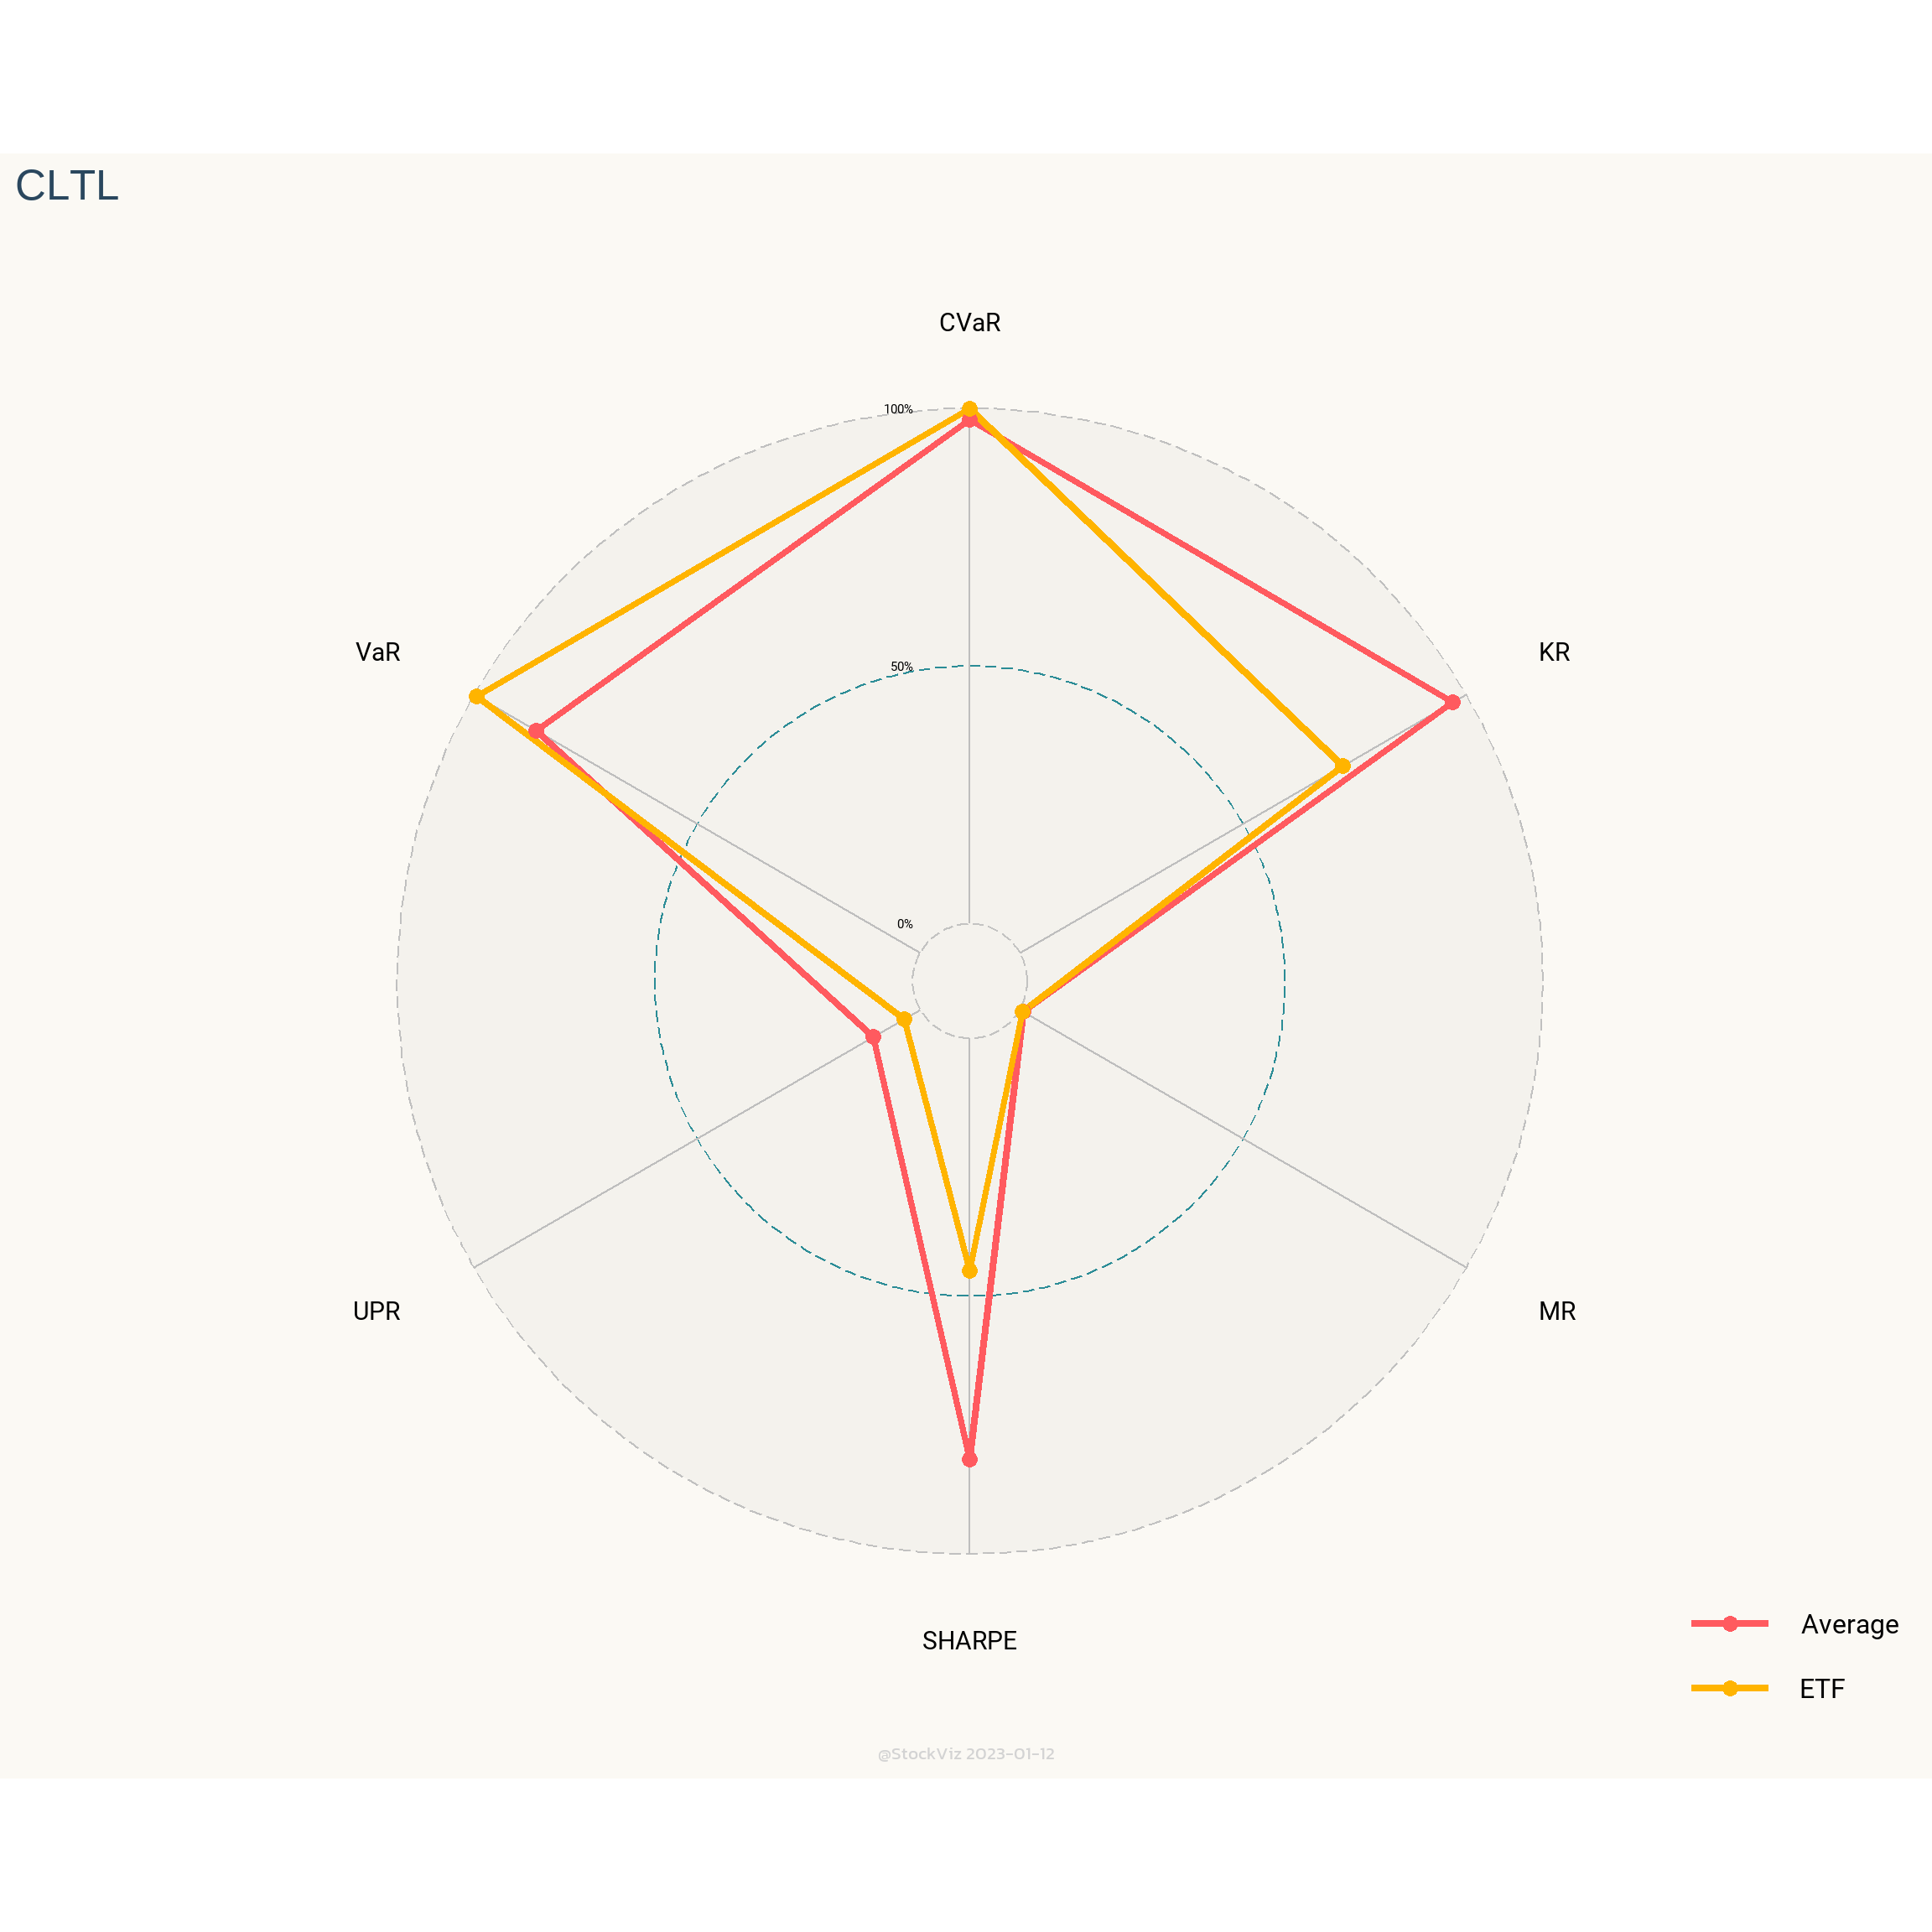 CLTL
CVaR
100%
VaR
KR
50%
0%
UPR
MR
SHARPE
Average
ETF
@StockViz 2023-01-12